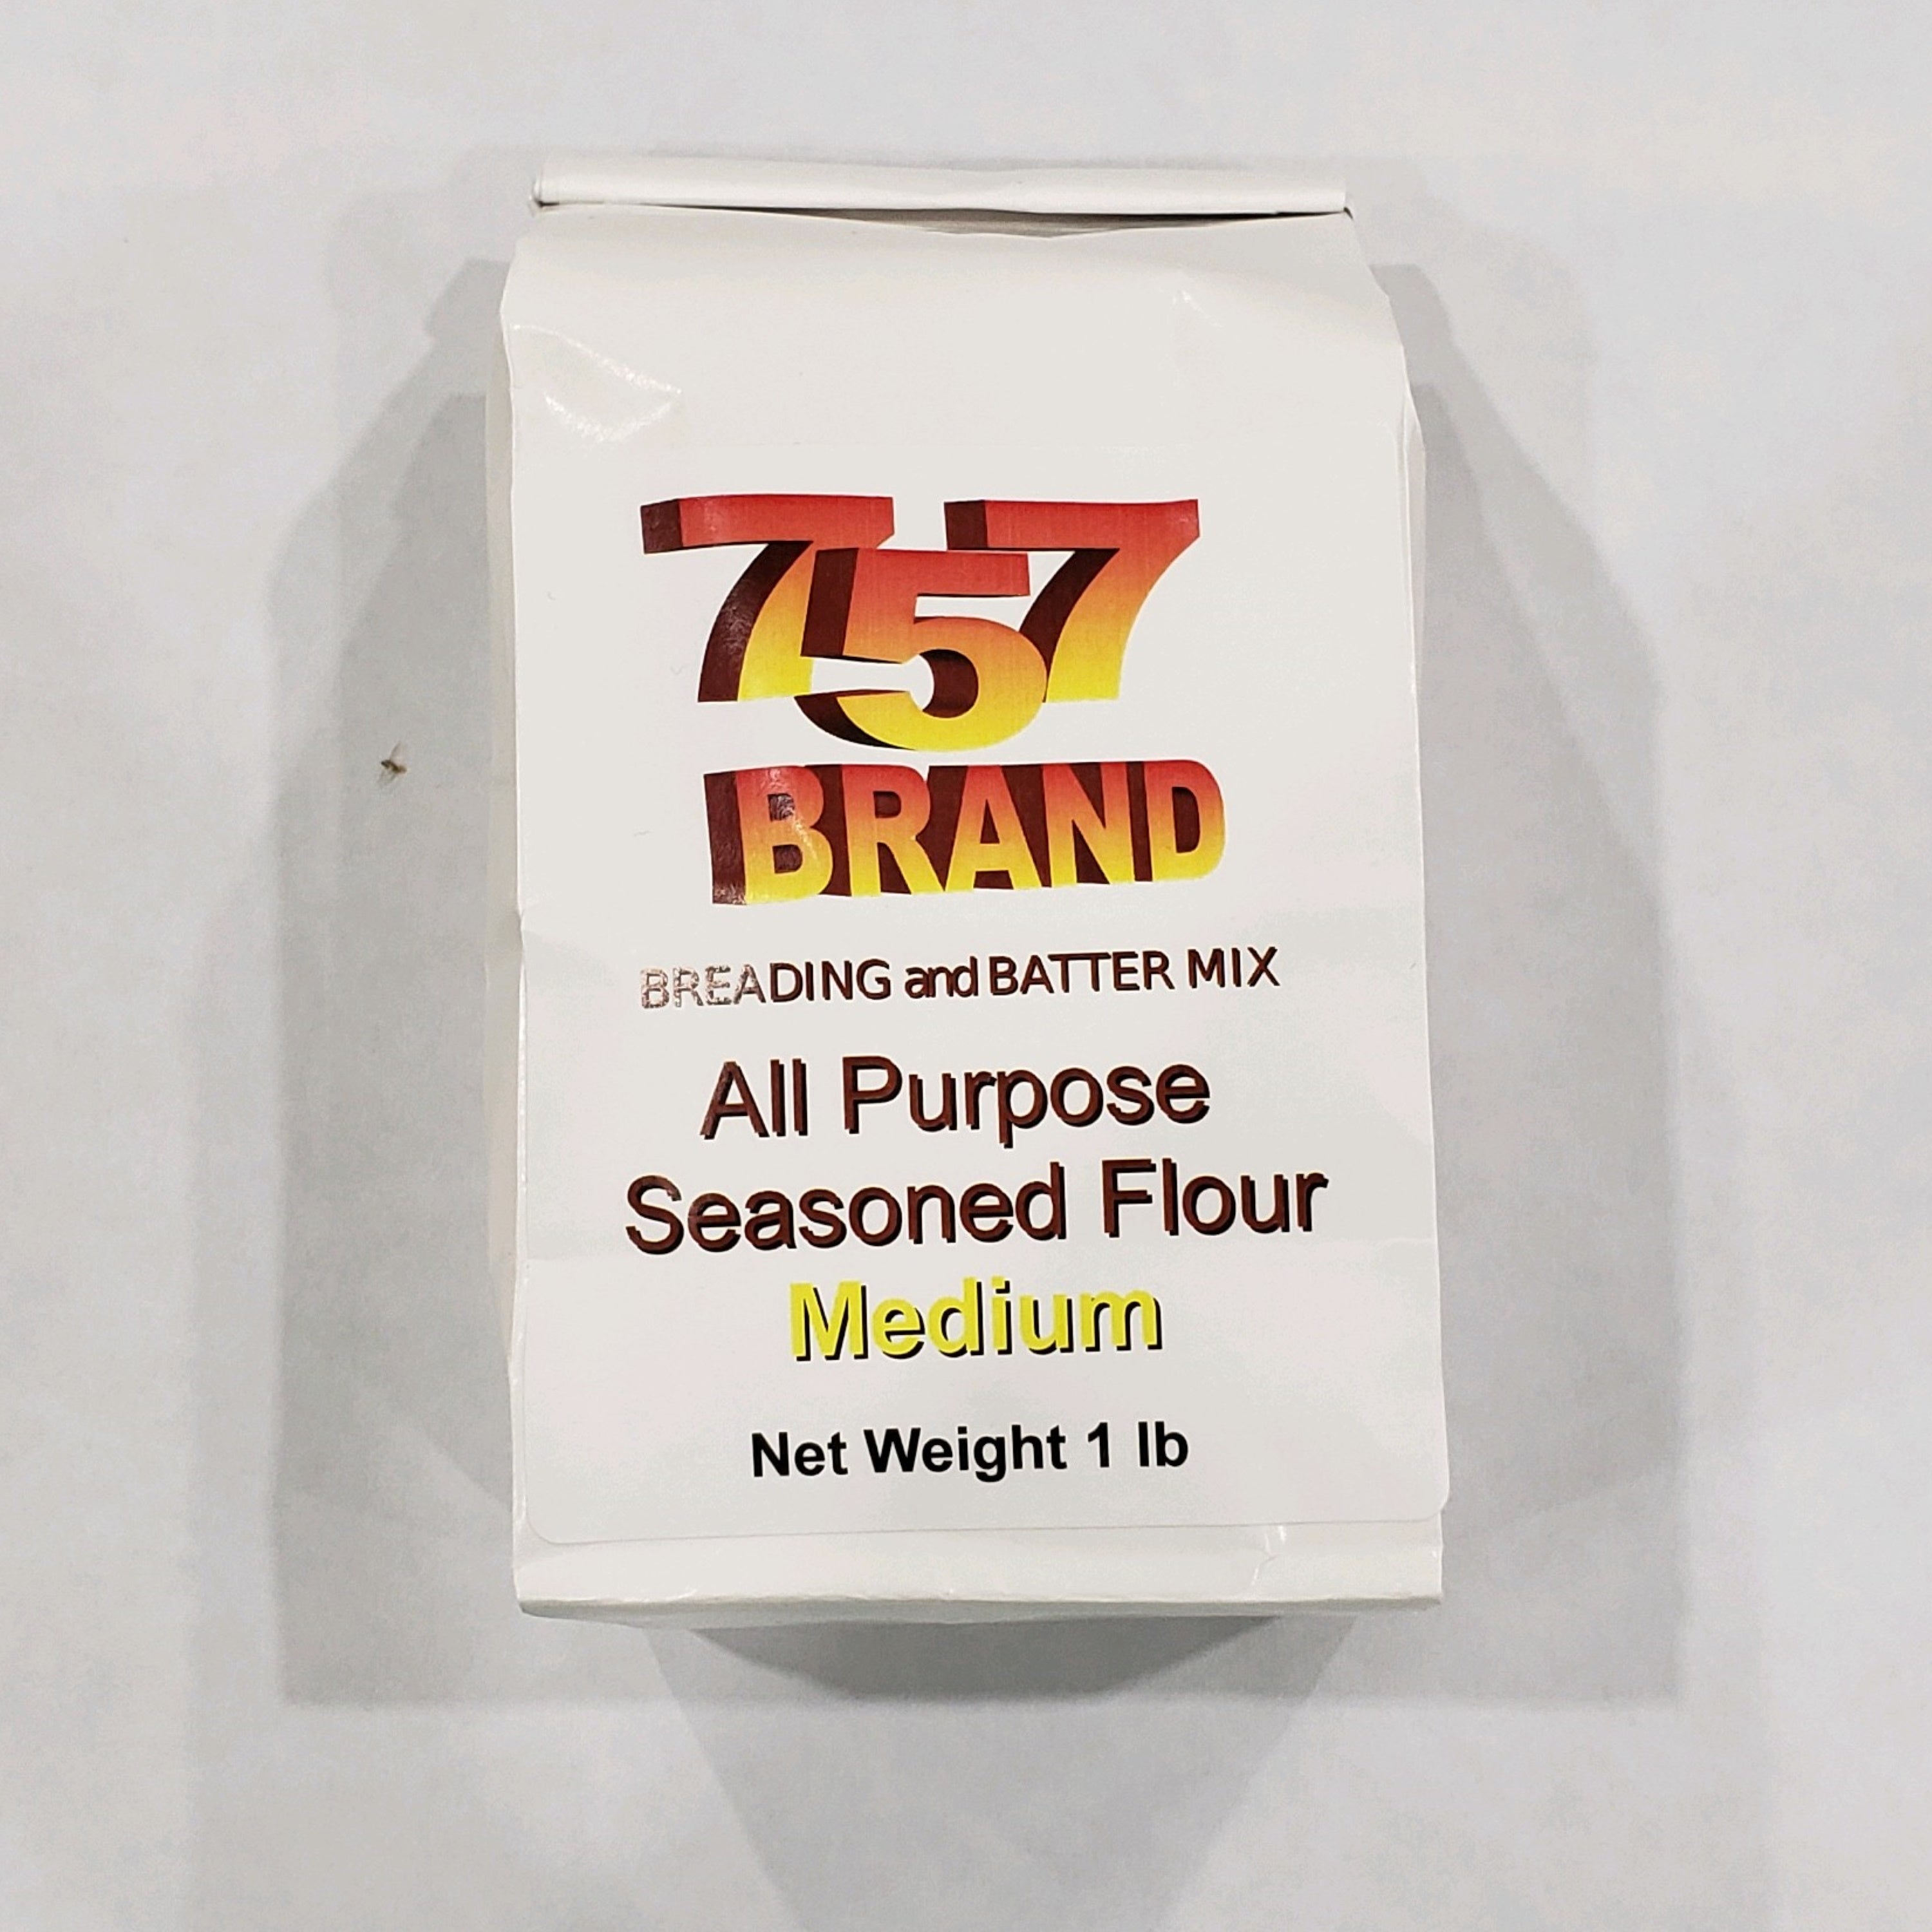 757
BRAND
BREADING and BATTER MIX
All Purpose
Seasoned Flour
Medium
Net Weight 1 lb